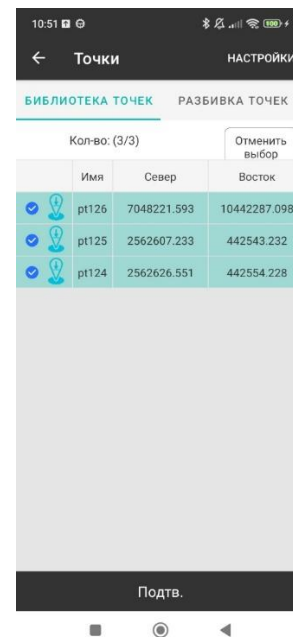 10:51
100
Точки
НАСТРОЙКИ
БИБЛИОТЕКА ТОЧЕК РАЗБИВКА ТОЧЕК
Кол-во: (3/3)
Отменить
выбор
Имя Север Восток
pt126 7048221.593 10442287.098
pt125 2562607.233 442543.232
pt124 2562626.551 442554.228
Подтв.